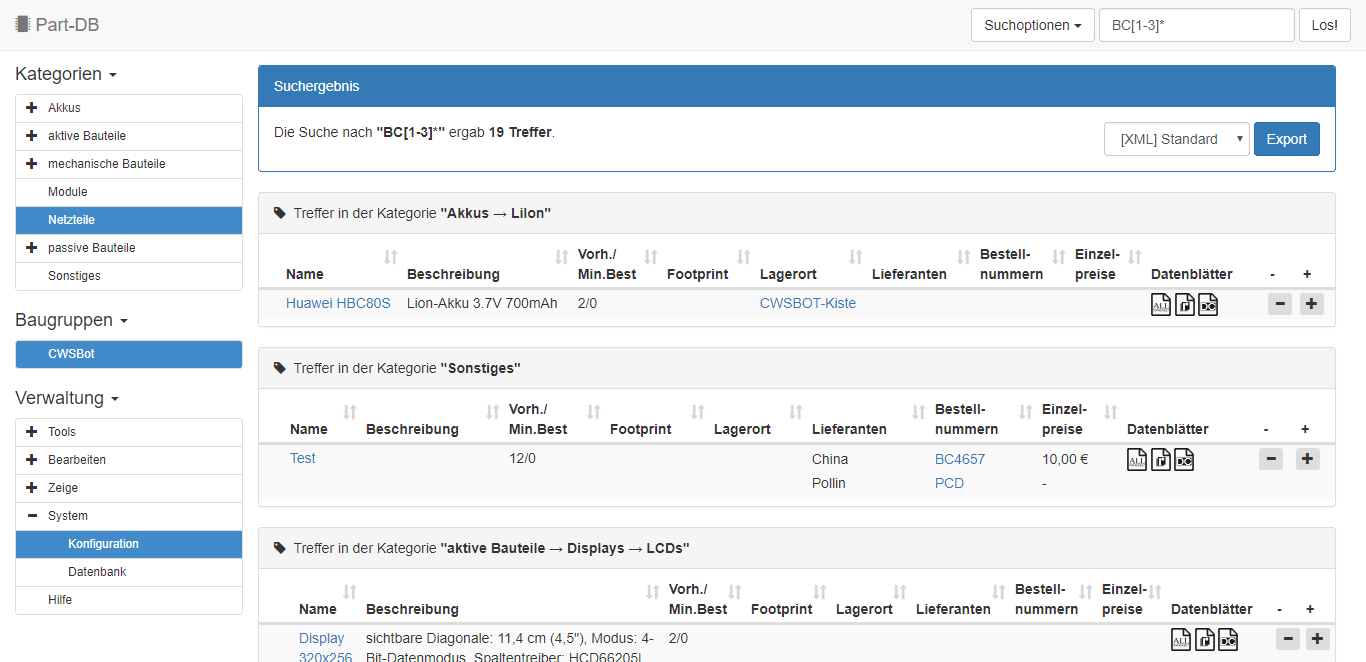 Part-DB
Suchoptionen
BC[1-3]*
Los!
Kategorien
Akkus
aktive Bauteile
mechanische Bauteile
Module
Netzteile
passive Bauteile
Sonstiges
Baugruppen
CWSBot
Verwaltung
Tools
Bearbeiten
Zeige
System
Konfiguration
Datenbank
Hilfe
Suchergebnis
Die Suche nach "BC[1-3]*" ergab 19 Treffer.
[XML] Standard
Export
Treffer in der Kategorie "Akkus → LiIon"
Name Beschreibung Vorh./ Min.Best Footprint Lagerort Lieferanten Bestell- nummern Einzel- preise Datenblätter - +
Huawei HBC80S LIon-Akku 3.7V 700mAh 2/0 CWSBOT-Kiste
Treffer in der Kategorie "Sonstiges"
Name Beschreibung Vorh./ Min.Best Footprint Lagerort Lieferanten Bestell- nummern Einzel- preise Datenblätter - +
Test 12/0 China BC4657 10,00 €
Pollin PCD -
Treffer in der Kategorie "aktive Bauteile → Displays → LCDs"
Name Beschreibung Vorh./ Min.Best Footprint Lagerort Lieferanten Bestell- nummern Einzel- preise Datenblätter - +
Display sichtbare Diagonale: 11,4 cm (4,5"), Modus: 4- 2/0
320x256 Bit-Datenmodus, Spaltentreiber: HCD66205L